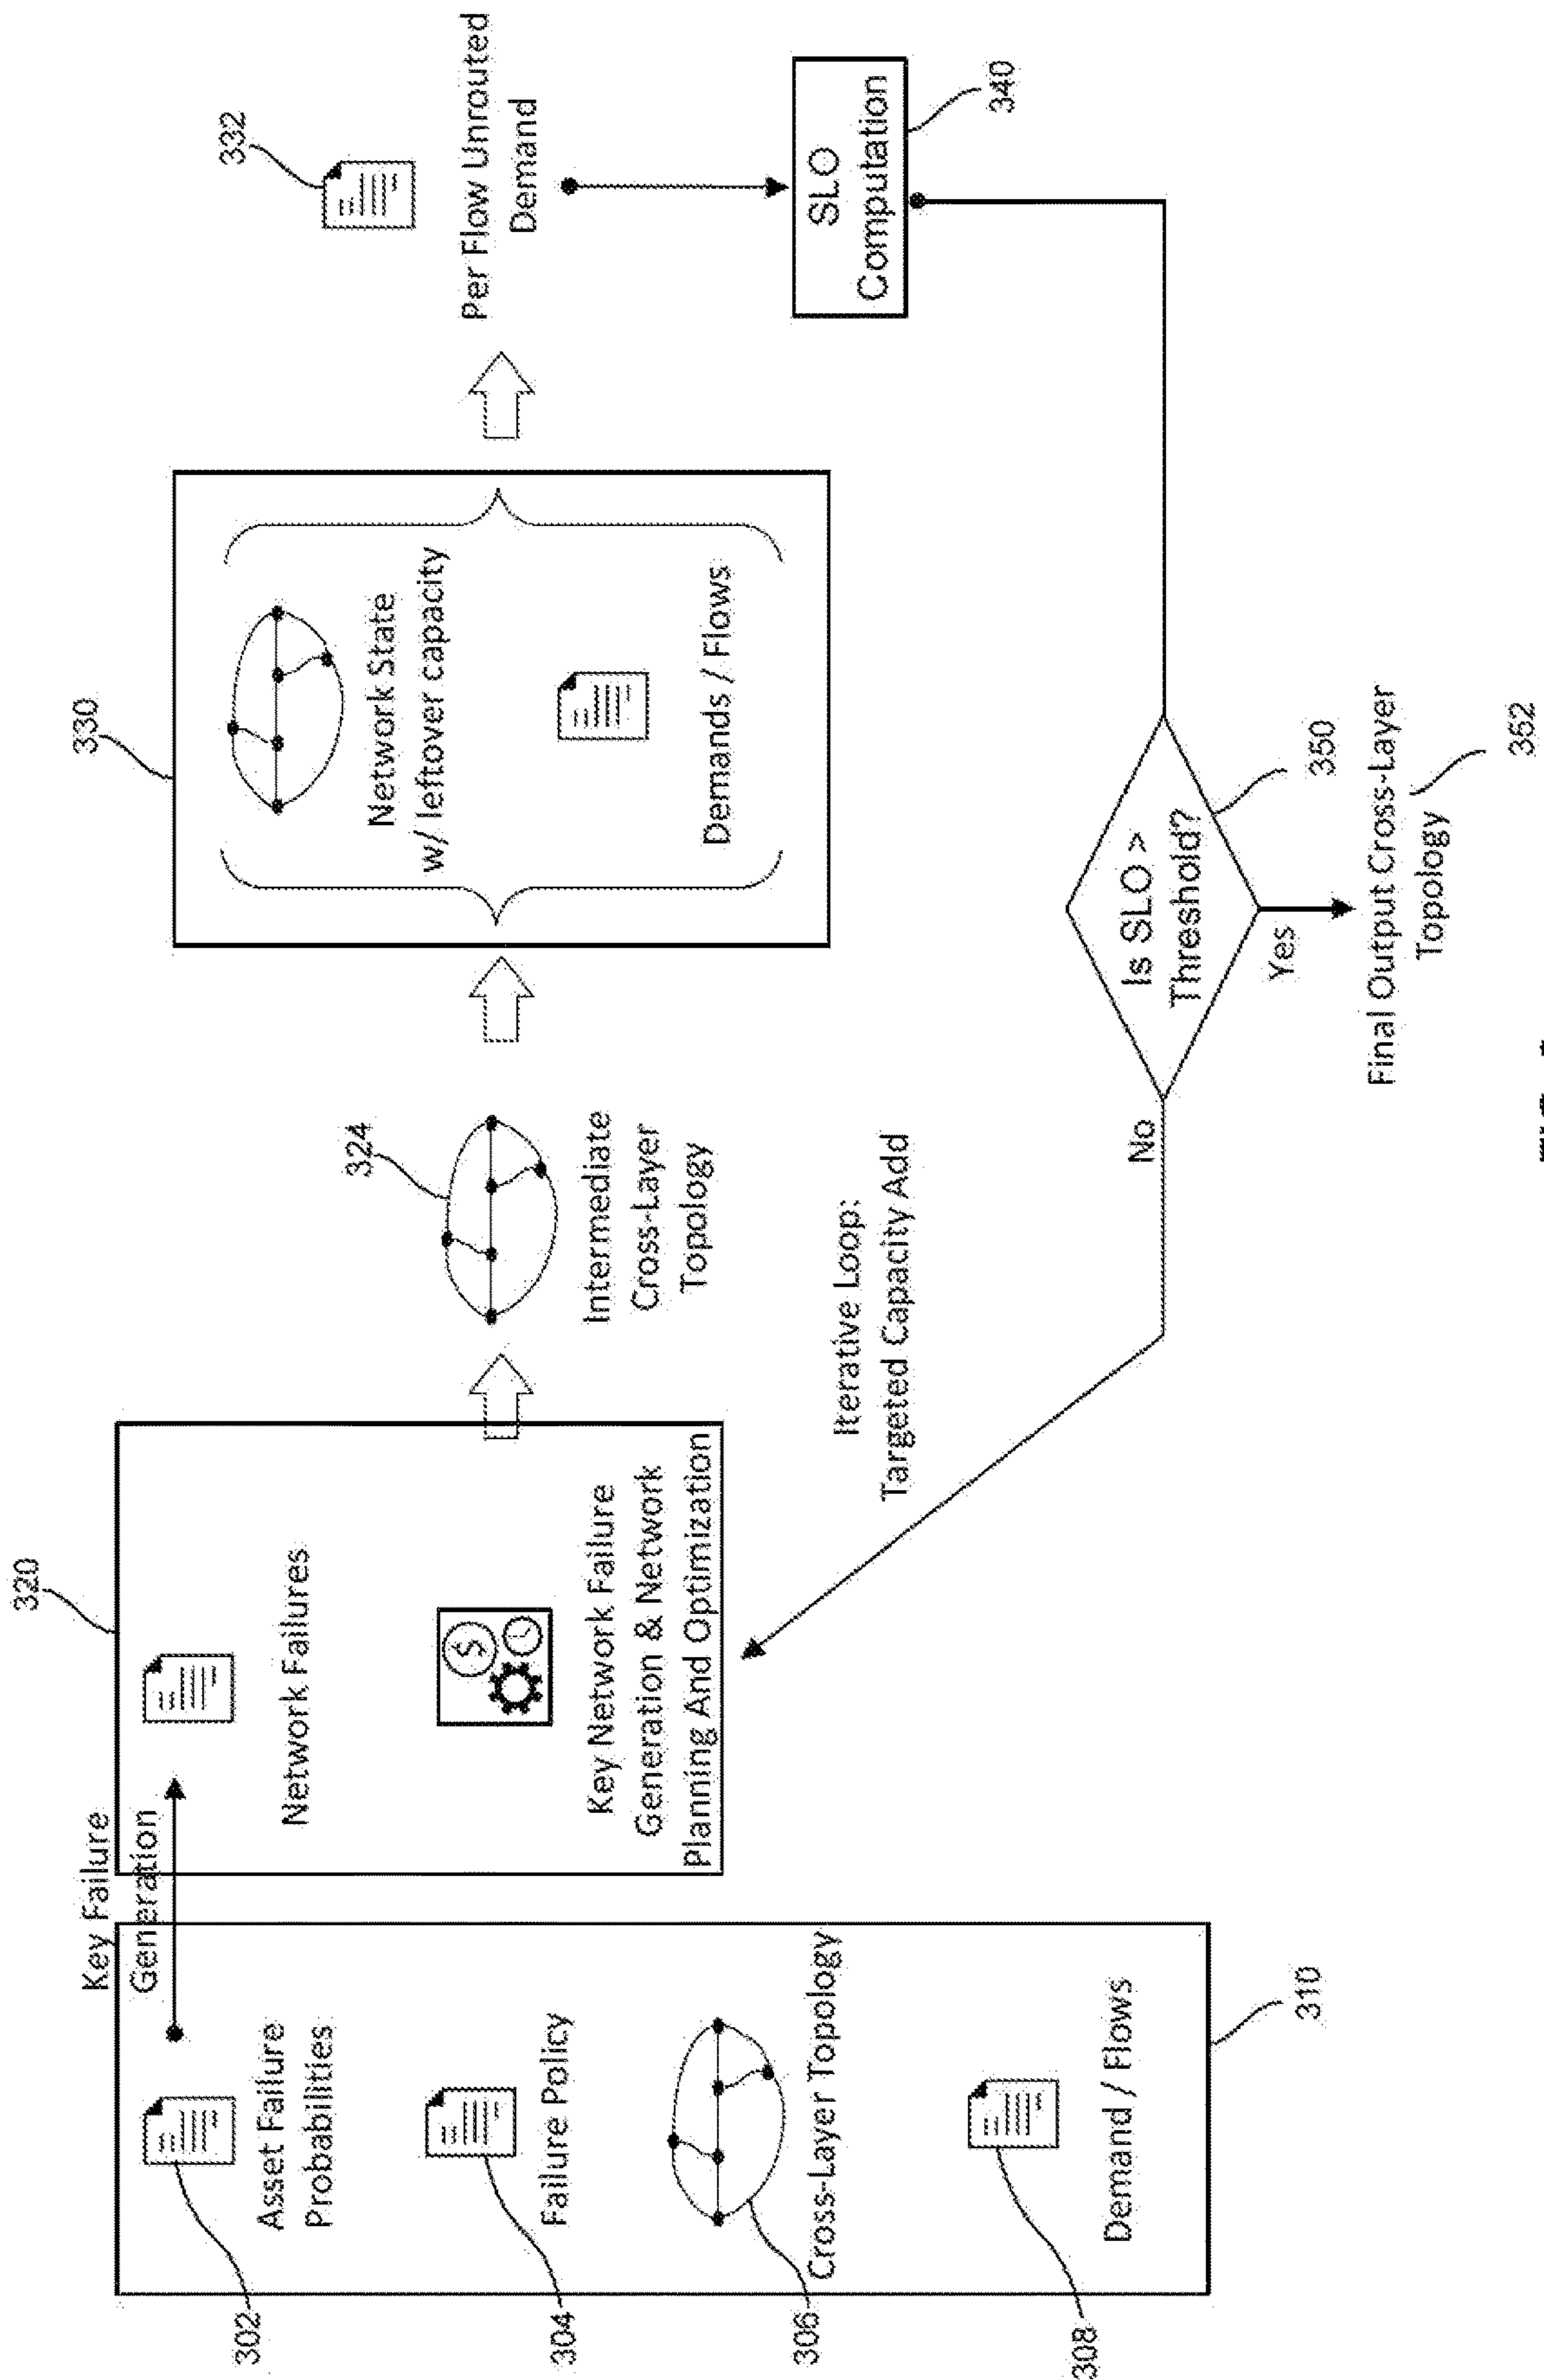 Key Failure
Generation
302
Asset Failure
Probabilities
304
Failure Policy
306
Cross-Layer Topology
308
Demand / Flows
310
320
Network Failures
Key Network Failure
Generation & Network
Planning And Optimization
324
Intermediate
Cross-Layer
Topology
330
Network State
w/ leftover capacity
Demands / Flows
332
Per Flow Unrouted
Demand
SLO
Computation
340
Iterative Loop:
Targeted Capacity Add
No
Is SLO >
Threshold?
350
Yes
Final Output Cross-Layer
Topology
352